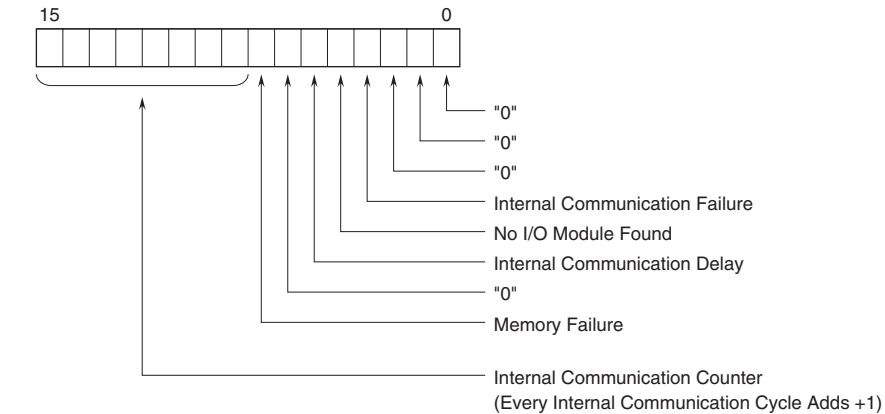 15 0
"0"
"0"
"0"
Internal Communication Failure
No I/O Module Found
Internal Communication Delay
"0"
Memory Failure
Internal Communication Counter
(Every Internal Communication Cycle Adds +1)